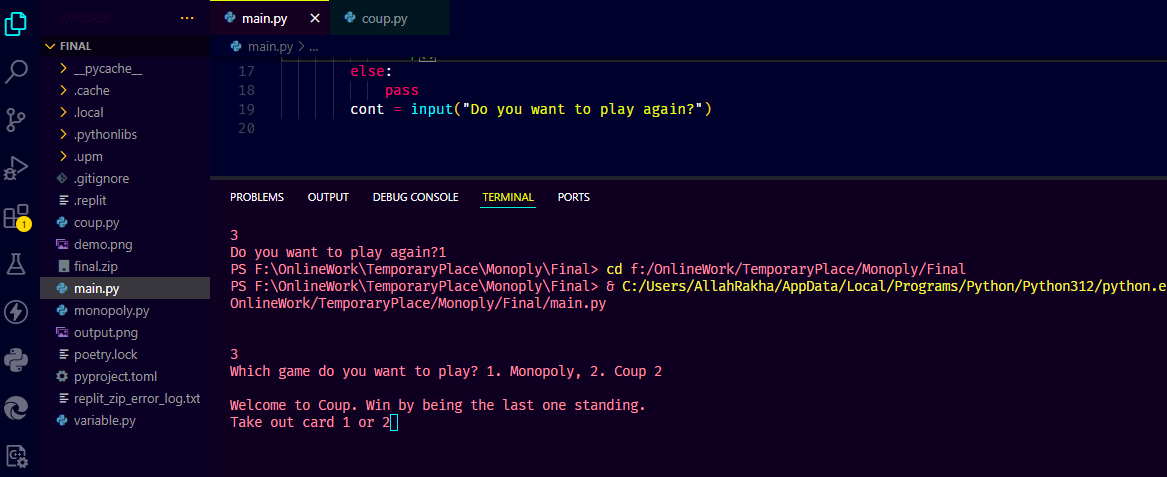 EXPLORER
...
main.py
coup.py
FINAL
__pycache__
.cache
.local
.pythonlibs
.upm
.gitignore
.replit
coup.py
demo.png
final.zip
main.py
monopoly.py
output.png
poetry.lock
pyproject.toml
replit_zip_error_log.txt
variable.py
1
main.py > ...
17 else:
18 pass
19 cont = input("Do you want to play again?")
20
PROBLEMS OUTPUT DEBUG CONSOLE TERMINAL PORTS
3
Do you want to play again?1
PS F:\OnlineWork\TemporaryPlace\Monoply\Final> cd f:/OnlineWork/TemporaryPlace/Monoply/Final
PS F:\OnlineWork\TemporaryPlace\Monoply\Final> & C:/Users/AllahRakha/AppData/Local/Programs/Python/Python312/python.e
OnlineWork/TemporaryPlace/Monoply/Final/main.py
3
Which game do you want to play? 1. Monopoly, 2. Coup 2
Welcome to Coup. Win by being the last one standing.
Take out card 1 or 2